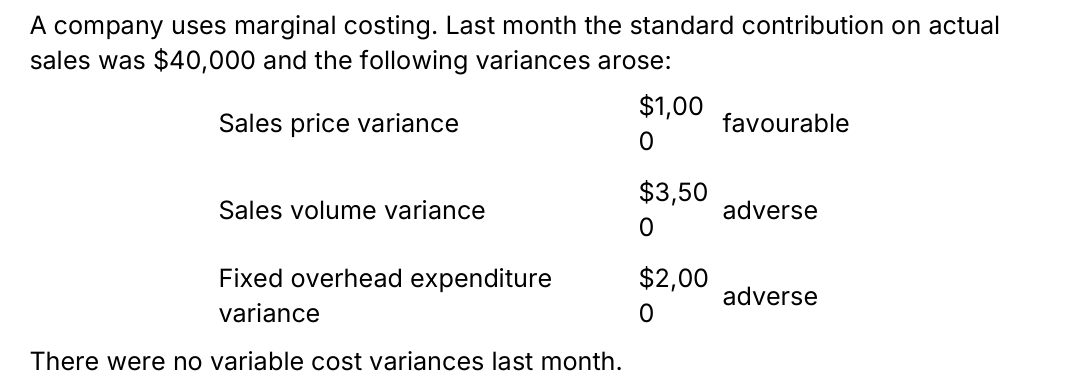 A company uses marginal costing. Last month the standard contribution on actual
sales was $40,000 and the following variances arose:
Sales price variance
$1,00
0
favourable
Sales volume variance
$3,50
0
adverse
Fixed overhead expenditure
variance
$2,00
0
adverse
There were no variable cost variances last month.